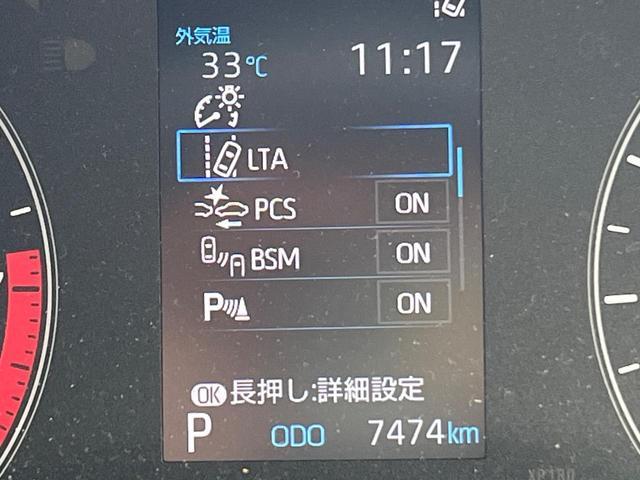 外気温
33℃ 11:17
LTA
PCS ON
BSM ON
P ON
OK 長押し:詳細設定
P ODO 7474km